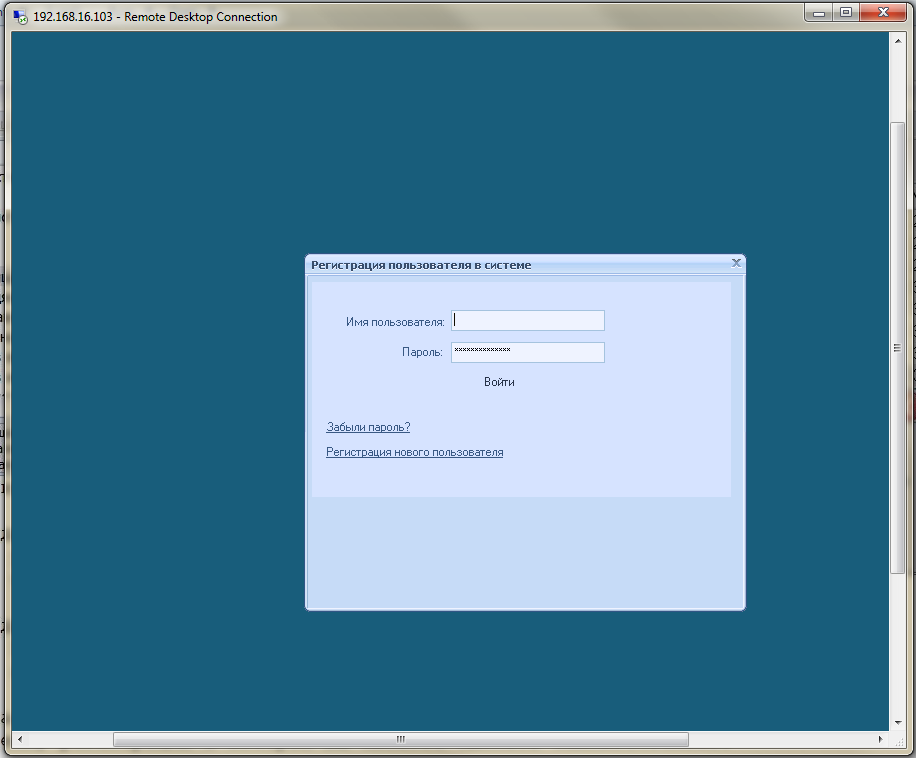 192.168.16.103 - Remote Desktop Connection
Регистрация пользователя в системе
Имя пользователя:
Пароль: **************
Войти
Забыли пароль?
Регистрация нового пользователя